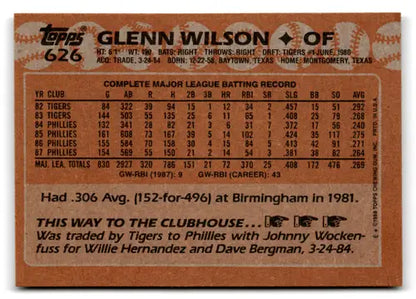 Topps
626
GLENN WILSON ✦ OF
HT: 6'1" WT: 190 BATS: RIGHT THROWS: RIGHT DRFT: TIGERS #1-JUNE, 1980
ACQ: TRADE, 3-24-84 BORN: 12-22-58, BAYTOWN, TEXAS HOME: MONTGOMERY, TEXAS
COMPLETE MAJOR LEAGUE BATTING RECORD
YR CLUB G AB R H 2B 3B HR RBI SB SLG BB SO AVG
82 TIGERS 84 322 39 94 15 1 12 34 2 .457 15 51 .292
83 TIGERS 144 503 55 135 25 6 11 65 1 .408 25 79 .268
84 PHILLIES 132 341 28 82 21 3 6 31 7 .372 17 56 .240
85 PHILLIES 161 608 73 167 39 5 14 102 7 .424 35 117 .275
86 PHILLIES 155 584 70 158 30 4 15 84 5 .413 42 91 .271
87 PHILLIES 154 569 55 150 21 2 14 54 3 .381 38 82 .264
MAJ. LEA. TOTALS 830 2927 320 786 151 21 72 370 25 .408 172 476 .269
GW-RBI (1987): 9 GW-RBI (CAREER): 43
Had .306 Avg. (152-for-496) at Birmingham in 1981.
THIS WAY TO THE CLUBHOUSE...
Was traded by Tigers to Phillies with Johnny Wocken-
fuss for Willie Hernandez and Dave Bergman, 3-24-84.
© 1988 TOPPS CHEWING GUM, INC. PRTD. IN U.S.A.